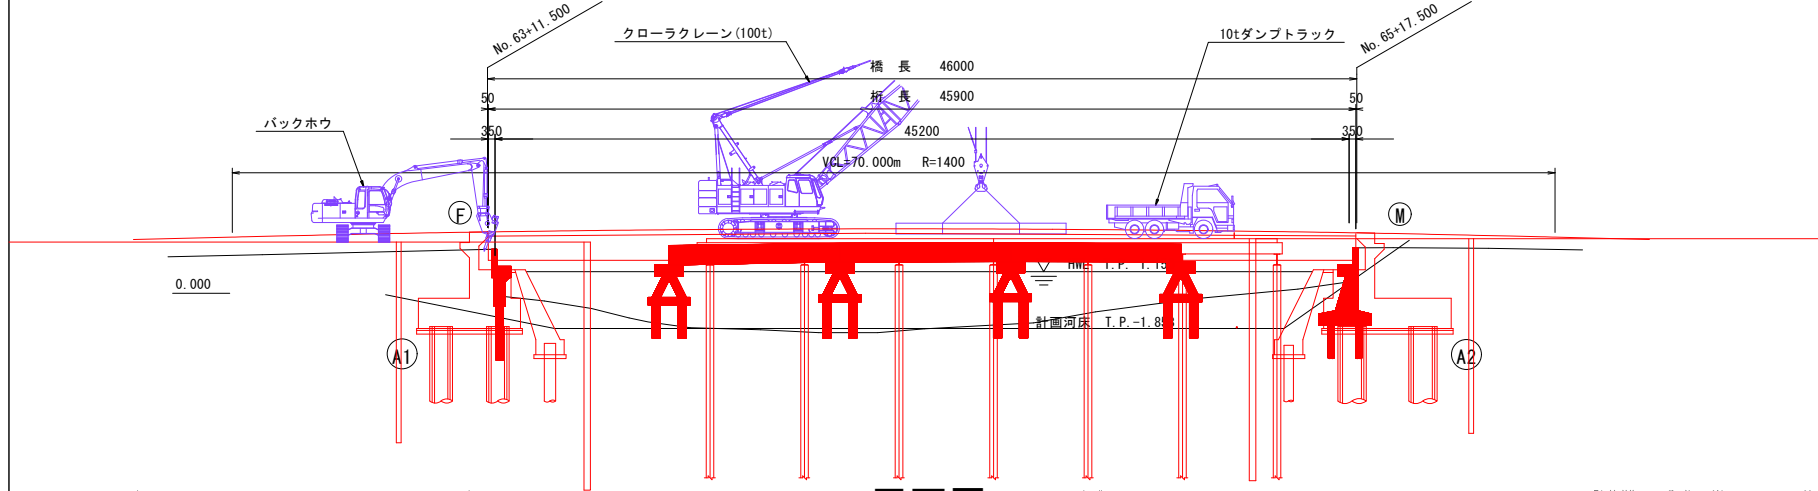 No.63+11.500
No.65+17.500
クローラクレーン(100t)
10tダンプトラック
橋 長 46000
50
桁 長 45900
50
バックホウ
350
45200
350
VCL=70.000m R=1400
F
M
HWL T.P.
0.000
計画河床 T.P.-1.85
A1
A2